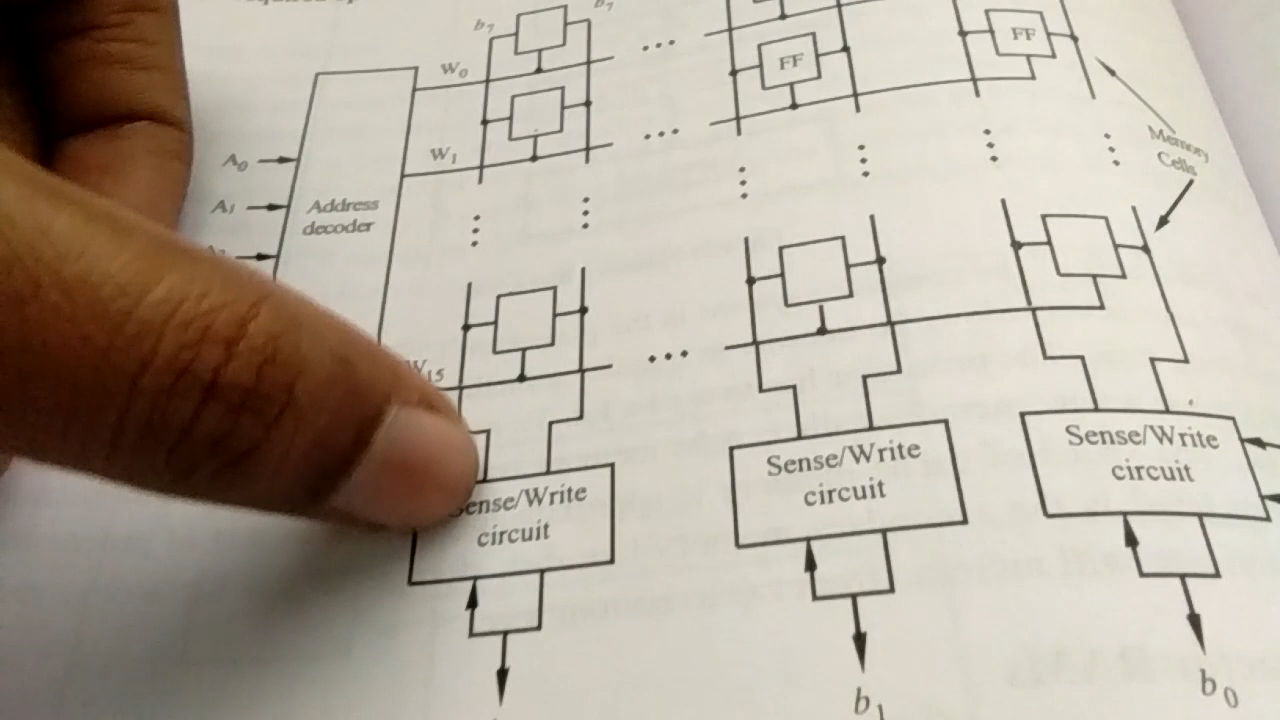 b7 b7
W0
FF FF
W1
A0
A1
Address
decoder
Memory
Cells
W15
Sense/Write
circuit
Sense/Write
circuit
Sense/Write
circuit
b1
b0